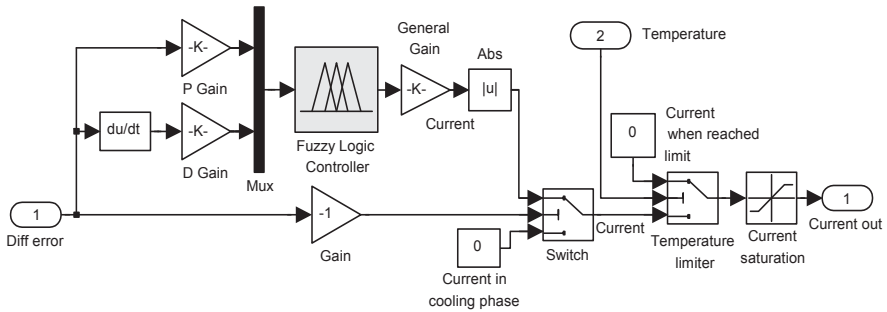 -K-
P Gain
du/dt
-K-
D Gain
Mux
Fuzzy Logic
Controller
General
Gain
-K-
Abs
|u|
Current
2
Temperature
0
Current
when reached
limit
1
Diff error
-1
Gain
0
Current in
cooling phase
Switch
Current
Temperature
limiter
Current
saturation
1
Current out